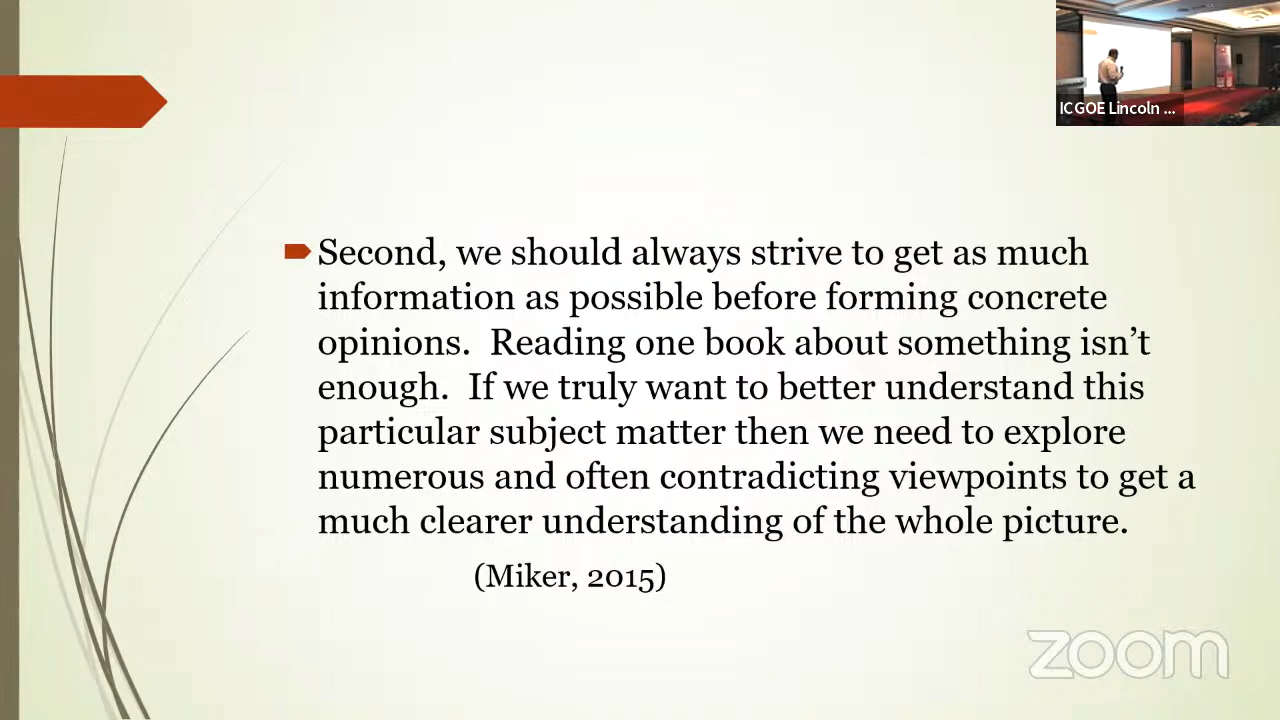 ICGOE Lincoln ...
Second, we should always strive to get as much
information as possible before forming concrete
opinions.  Reading one book about something isn’t
enough.  If we truly want to better understand this
particular subject matter then we need to explore
numerous and often contradicting viewpoints to get a
much clearer understanding of the whole picture.
(Miker, 2015)
zoom